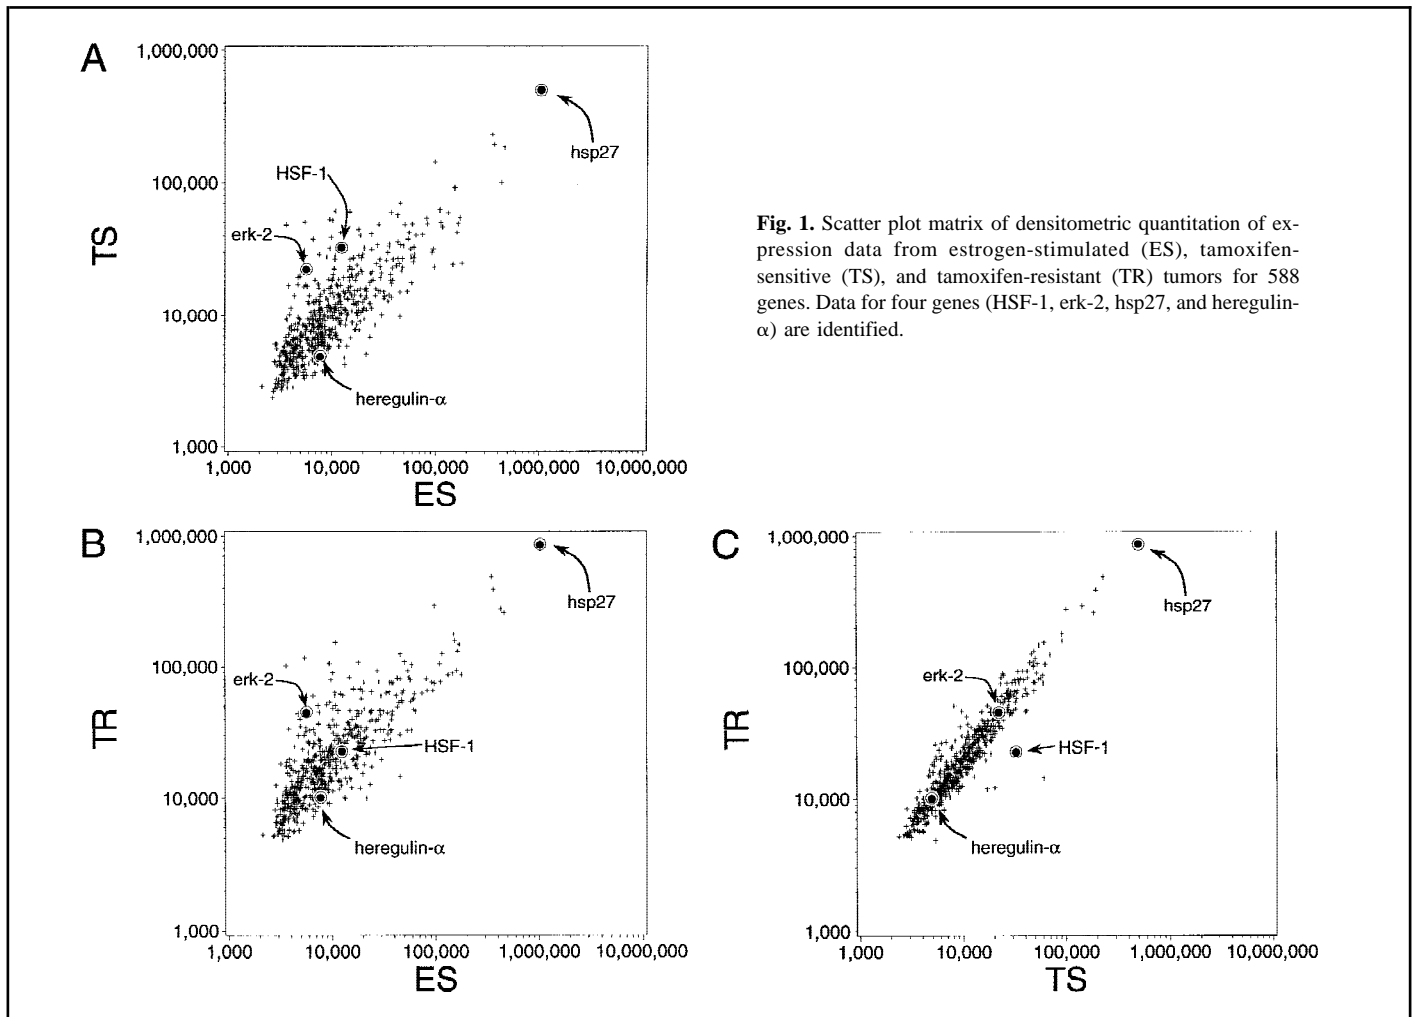 A
1,000,000
100,000
10,000
1,000
TS
HSF-1
erk-2
hsp27
heregulin-α
1,000
10,000
100,000
1,000,000
10,000,000
ES
Fig. 1. Scatter plot matrix of densitometric quantitation of ex-
pression data from estrogen-stimulated (ES), tamoxifen-
sensitive (TS), and tamoxifen-resistant (TR) tumors for 588
genes. Data for four genes (HSF-1, erk-2, hsp27, and heregulin-
α) are identified.
B
1,000,000
100,000
10,000
1,000
TR
hsp27
erk-2
HSF-1
heregulin-α
1,000
10,000
100,000
1,000,000
10,000,000
ES
C
1,000,000
100,000
10,000
1,000
TR
hsp27
erk-2
HSF-1
heregulin-α
1,000
10,000
100,000
1,000,000
10,000,000
TS